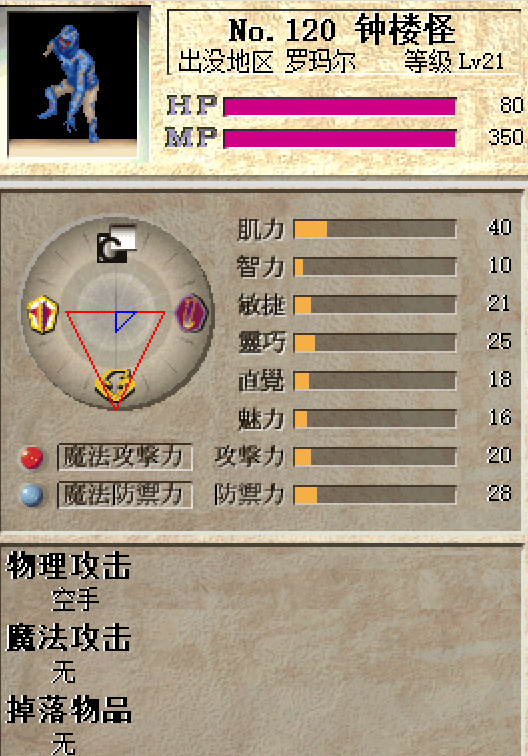 No.120 钟楼怪
出没地区 罗玛尔 等级 Lv21
HP 80
MP 350
肌力 40
智力 10
敏捷 21
靈巧 25
直覺 18
魅力 16
魔法攻撃力 攻撃力 20
魔法防禦力 防禦力 28
物理攻击
空手
魔法攻击
无
掉落物品
无